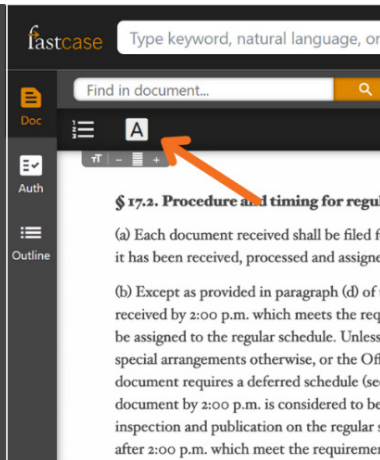 fastcase
Type keyword, natural language, or
Find in document...
Doc
A
Auth
Outline
§ 17.2. Procedure and timing for regul
(a) Each document received shall be filed f
it has been received, processed and assigne
(b) Except as provided in paragraph (d) of
received by 2:00 p.m. which meets the req
be assigned to the regular schedule. Unless
special arrangements otherwise, or the Off
document requires a deferred schedule (see
document by 2:00 p.m. is considered to be
inspection and publication on the regular s
after 2:00 p.m. which meet the requiremen